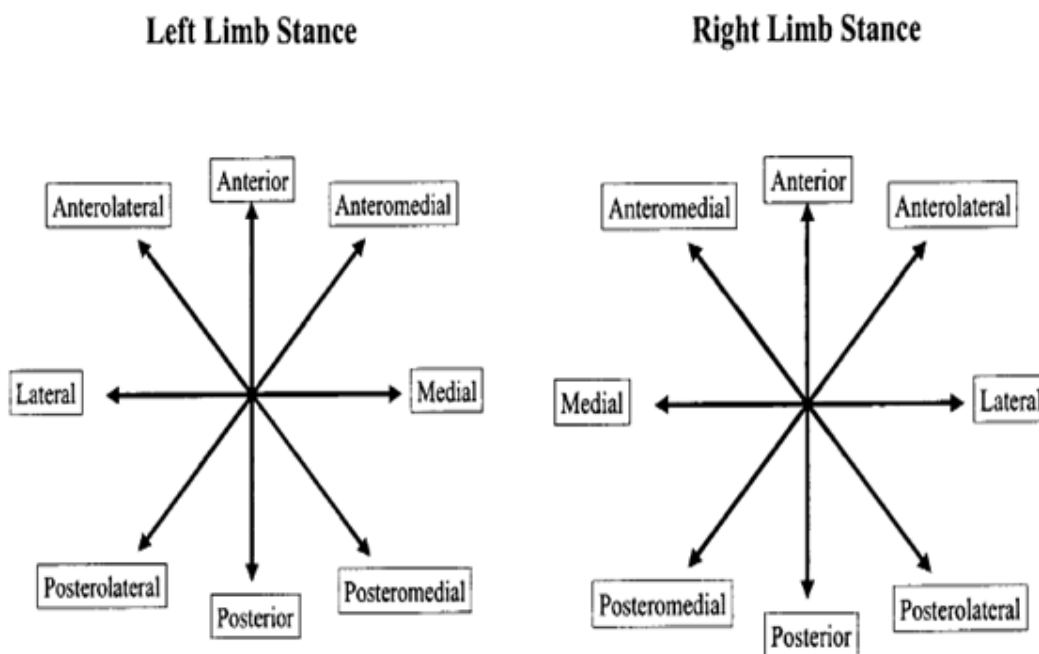 Left Limb Stance
Right Limb Stance
Anterior
Anterolateral
Anteromedial
Lateral
Medial
Posterolateral
Posteromedial
Posterior
Anterior
Anteromedial
Anterolateral
Medial
Lateral
Posteromedial
Posterolateral
Posterior